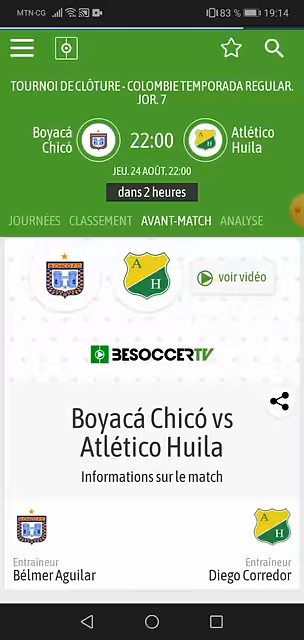 MTN-CG 83 % 19:14
TOURNOI DE CLÔTURE - COLOMBIE TEMPORADA REGULAR.
JOR. 7
Boyacá
Chicó
22:00
Atlético
Huila
JEU. 24 AOÛT. 22:00
dans 2 heures
JOURNÉES CLASSEMENT AVANT-MATCH ANALYSE
A
H
voir vidéo
BESOCCERTV
Boyacá Chicó vs
Atlético Huila
Informations sur le match
A
H
Entraîneur
Bélmer Aguilar
Entraîneur
Diego Corredor